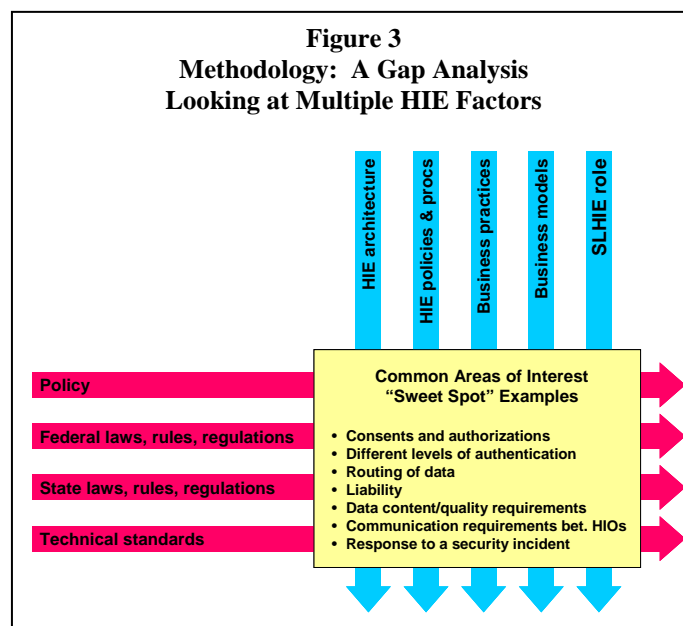 Figure 3
Methodology: A Gap Analysis
Looking at Multiple HIE Factors
HIE architecture
HIE policies & procs
Business practices
Business models
SLHIE role
Policy
Federal laws, rules, regulations
State laws, rules, regulations
Technical standards
Common Areas of Interest
“Sweet Spot” Examples
• Consents and authorizations
• Different levels of authentication
• Routing of data
• Liability
• Data content/quality requirements
• Communication requirements bet. HIOs
• Response to a security incident